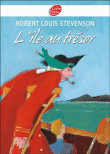 ROBERT LOUIS STEVENSON
L'île au trésor